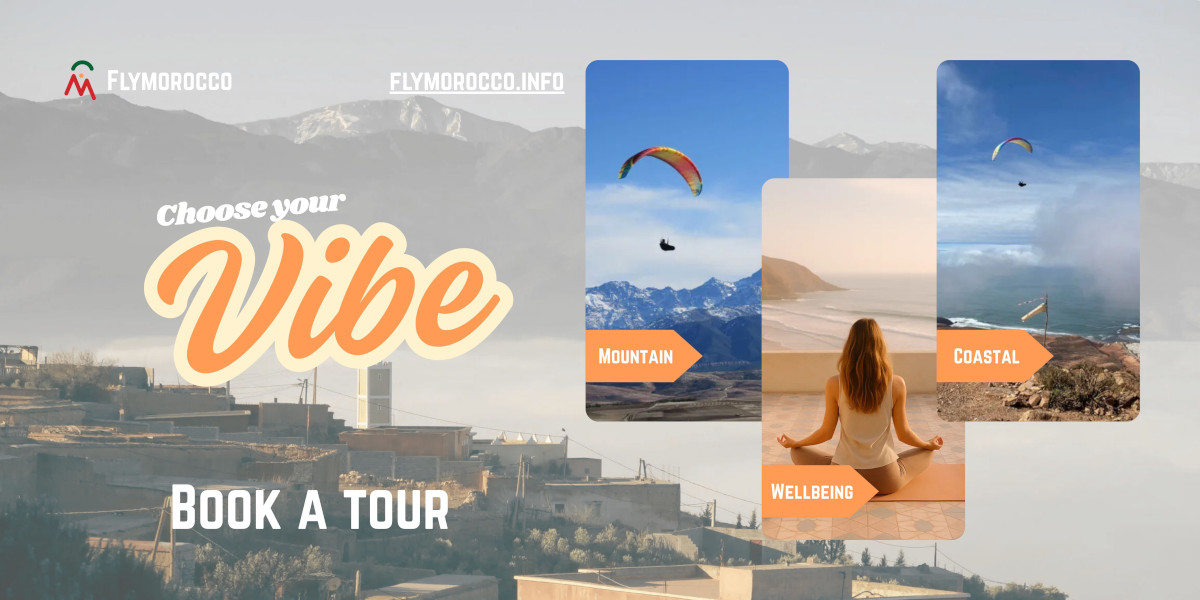 Flymorocco
flymorocco.info
Choose your
Vibe
Book a tour
Mountain
Wellbeing
Coastal